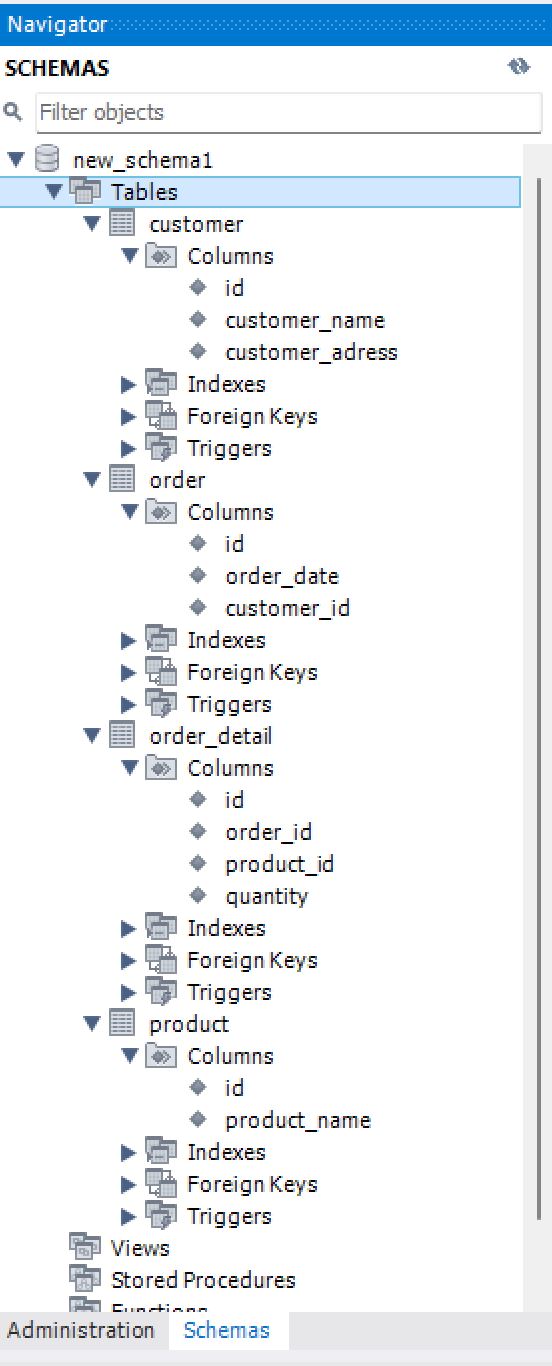 Navigator
SCHEMAS
Filter objects
new_schema1
Tables
customer
Columns
id
customer_name
customer_adress
Indexes
Foreign Keys
Triggers
order
Columns
id
order_date
customer_id
Indexes
Foreign Keys
Triggers
order_detail
Columns
id
order_id
product_id
quantity
Indexes
Foreign Keys
Triggers
product
Columns
id
product_name
Indexes
Foreign Keys
Triggers
Views
Stored Procedures
Functions
Administration Schemas